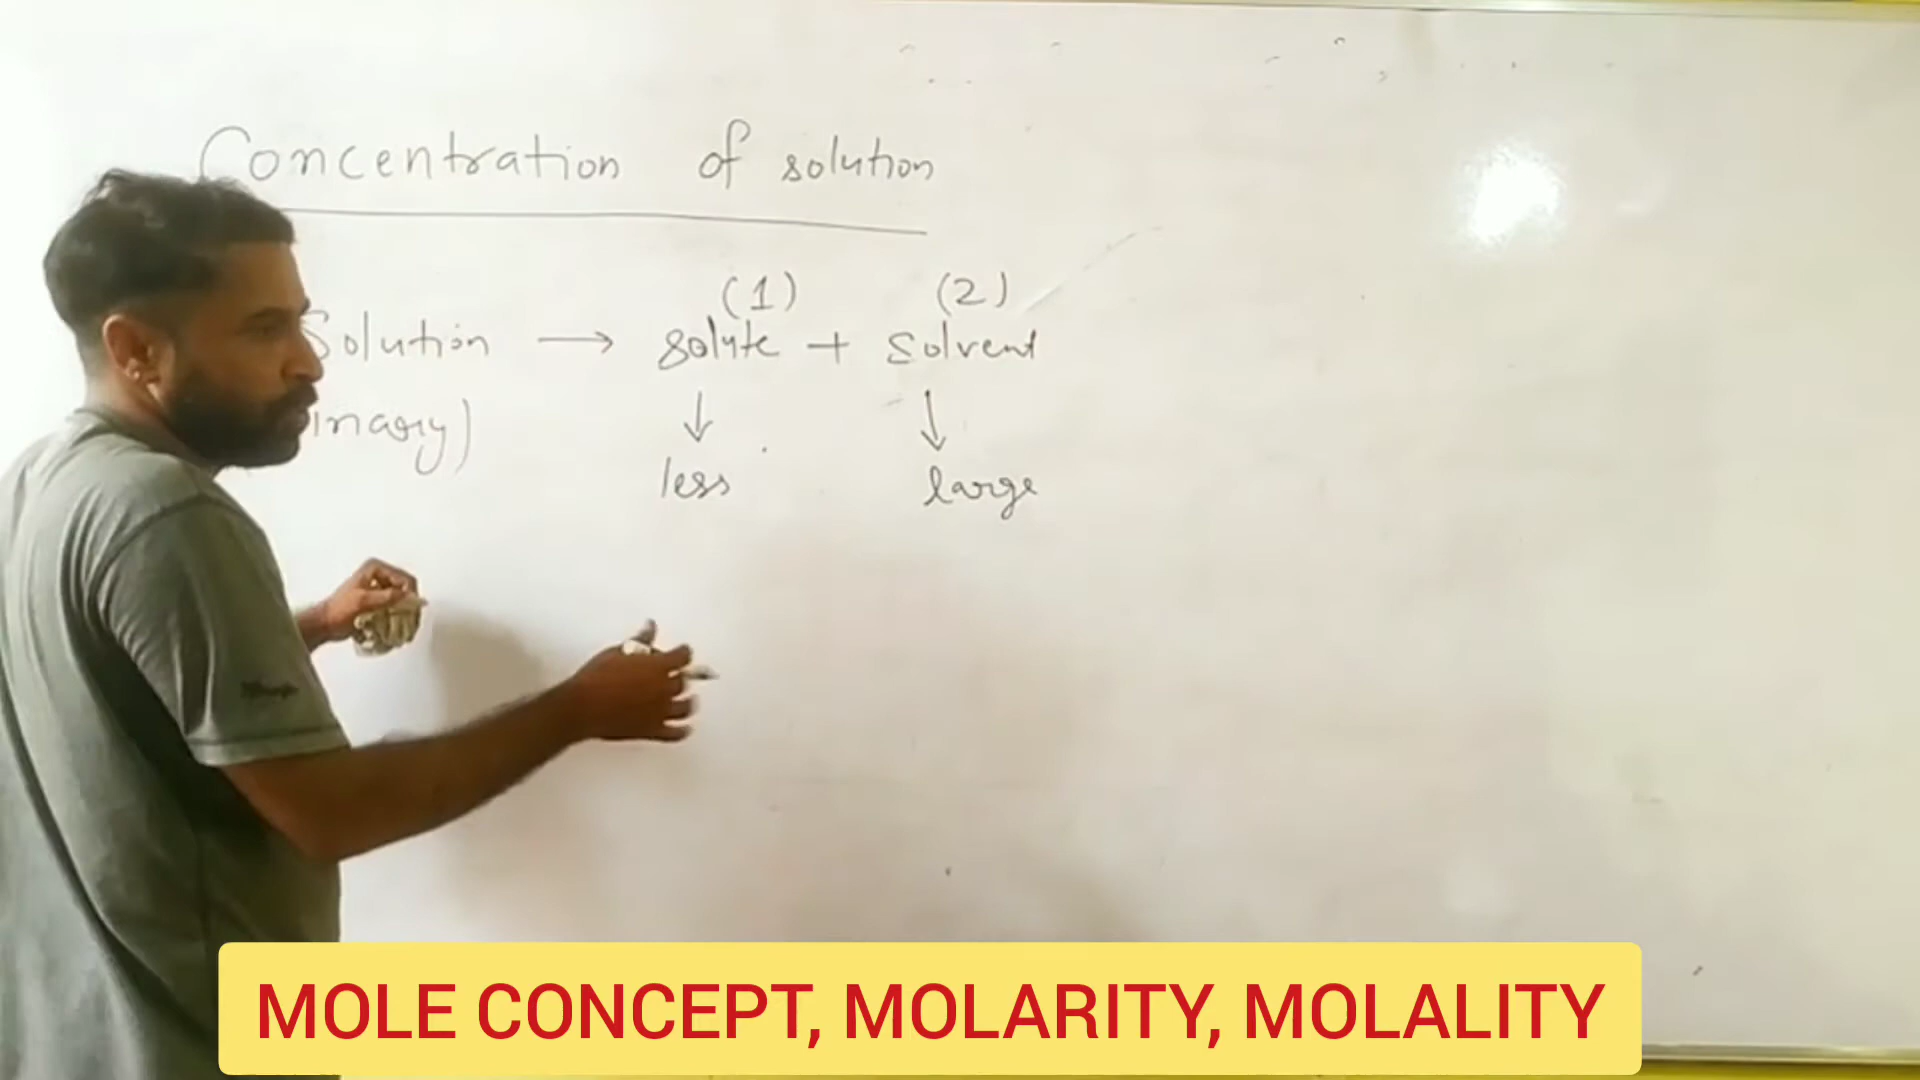 Concentration of solution
(1) (2)
Solution → solute + solvent
inary)
↓ ↓
less large
MOLE CONCEPT, MOLARITY, MOLALITY